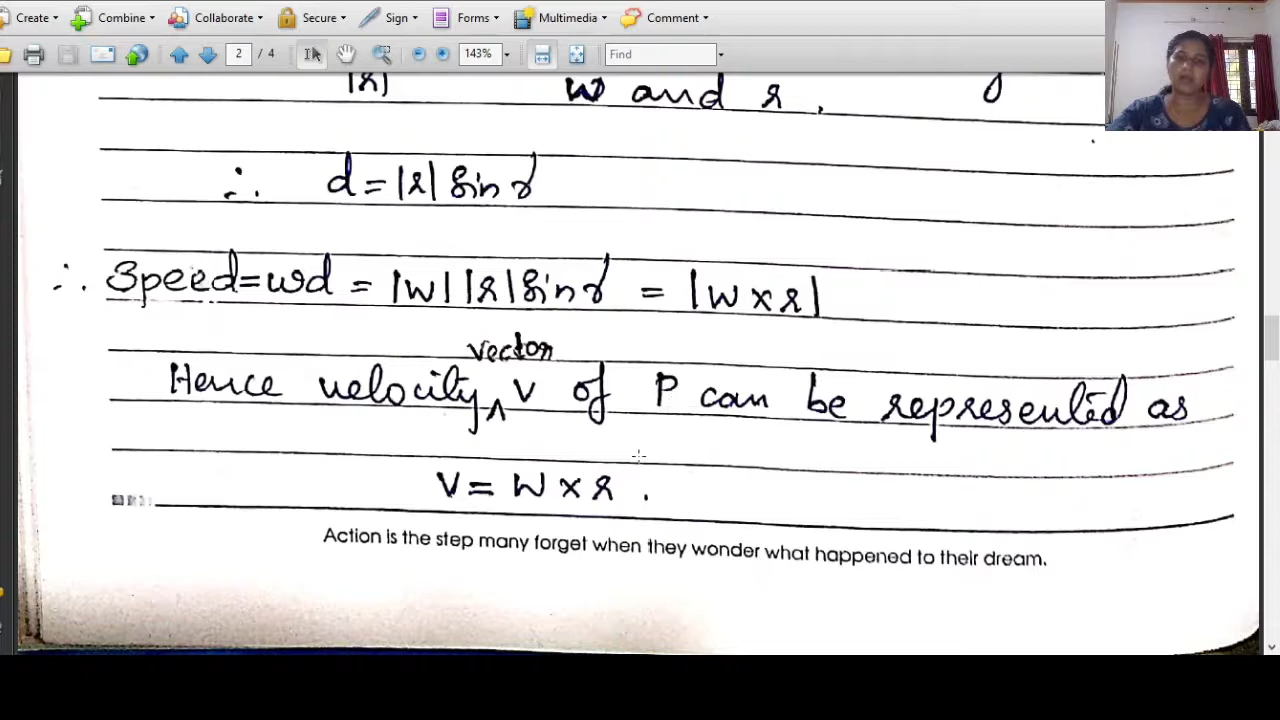 Create Combine Collaborate Secure Sign Forms Multimedia Comment
2 / 4 143% Find
|r| w and r .
∴ d = |r| sin γ
∴ Speed = wd = |w| |r| sin γ = |w × r|
vector
Hence velocity ^ v of P can be represented as
v = w × r .
Action is the step many forget when they wonder what happened to their dream.